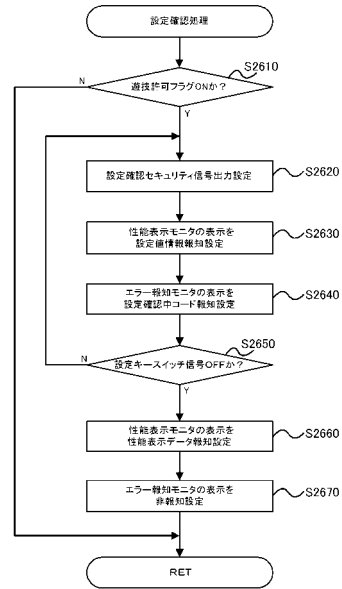 設定確認処理
S2610
N
遊技許可フラグONか？
Y
設定確認セキュリティ信号出力設定
S2620
性能表示モニタの表示を
設定値情報報知設定
S2630
エラー報知モニタの表示を
設定確認中コード報知設定
S2640
S2650
N
設定キースイッチ信号OFFか？
Y
性能表示モニタの表示を
性能表示データ報知設定
S2660
エラー報知モニタの表示を
非報知設定
S2670
RET